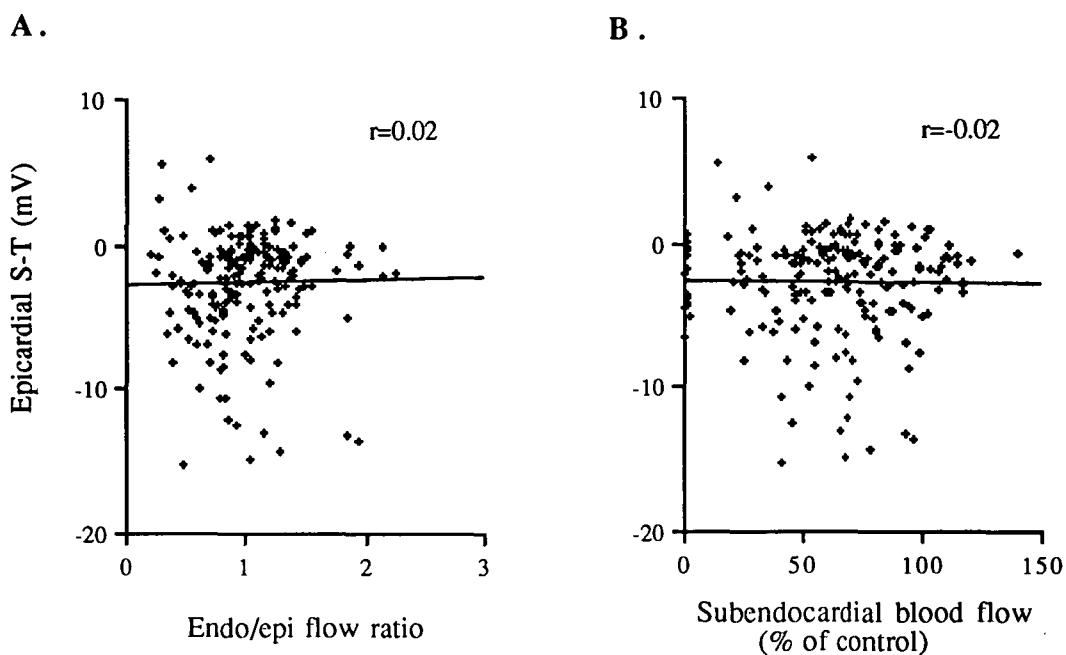 A.
B.
Epicardial S-T (mV)
10
0
-10
-20
r=0.02
0
1
2
3
Endo/epi flow ratio
10
0
-10
-20
r=-0.02
0
50
100
150
Subendocardial blood flow
(% of control)